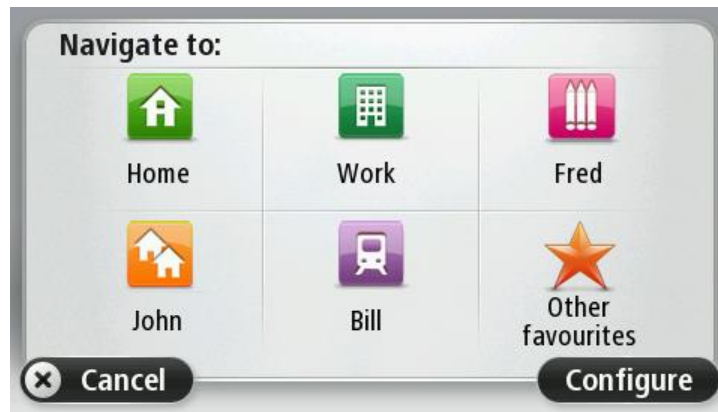 Navigate to:
Home
Work
Fred
John
Bill
Other
favourites
Cancel
Configure